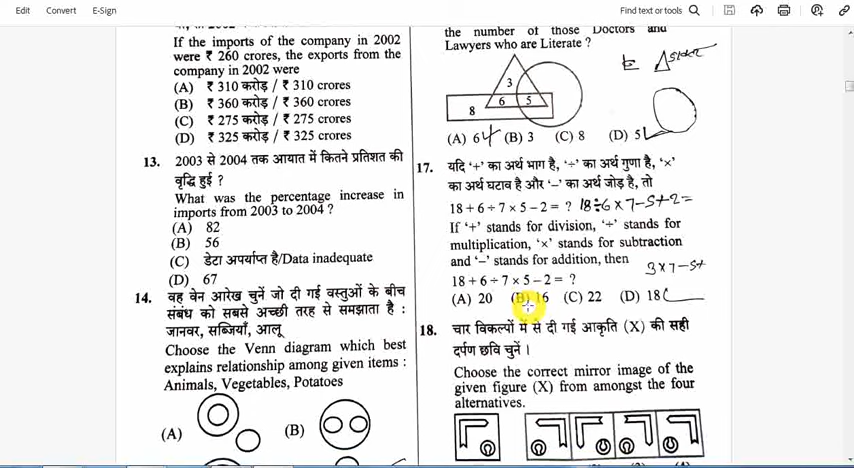 Edit Convert E-Sign
Find text or tools
If the imports of the company in 2002
were ₹ 260 crores, the exports from the
company in 2002 were
(A) ₹ 310 करोड़ / ₹ 310 crores
(B) ₹ 360 करोड़ / ₹ 360 crores
(C) ₹ 275 करोड़ / ₹ 275 crores
(D) ₹ 325 करोड़ / ₹ 325 crores
13. 2003 से 2004 तक आयात में कितने प्रतिशत की
वृद्धि हुई ?
What was the percentage increase in
imports from 2003 to 2004 ?
(A) 82
(B) 56
(C) डेटा अपर्याप्त है/Data inadequate
(D) 67
14. वह वेन आरेख चुनें जो दी गई वस्तुओं के बीच
संबंध को सबसे अच्छी तरह से समझाता है :
जानवर, सब्जियाँ, आलू
Choose the Venn diagram which best
explains relationship among given items :
Animals, Vegetables, Potatoes
(A) (B)
the number of those Doctors and
Lawyers who are Literate ?
3
6 5
8
(A) 6 (B) 3 (C) 8 (D) 5
17. यदि '+' का अर्थ भाग है, '÷' का अर्थ गुणा है, '×'
का अर्थ घटाव है और '–' का अर्थ जोड़ है, तो
18 + 6 ÷ 7 × 5 – 2 = ? 18÷6×7-5+2=
If '+' stands for division, '÷' stands for
multiplication, '×' stands for subtraction
and '–' stands for addition, then
3×7-5+
18 + 6 ÷ 7 × 5 – 2 = ?
(A) 20 (B) 16 (C) 22 (D) 18
18. चार विकल्पों में से दी गई आकृति (X) की सही
दर्पण छवि चुनें ।
Choose the correct mirror image of the
given figure (X) from amongst the four
alternatives.